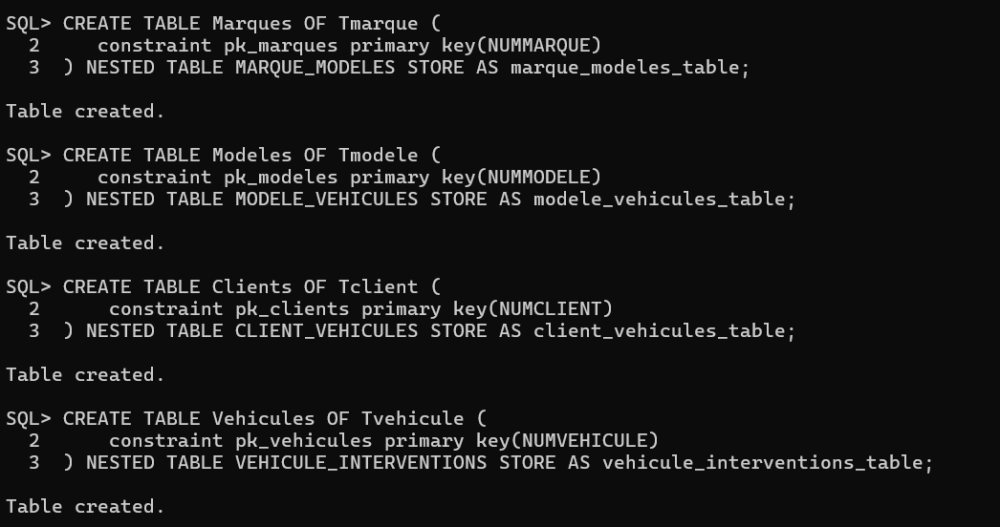 SQL> CREATE TABLE Marques OF Tmarque (
  2     constraint pk_marques primary key(NUMMARQUE)
  3  ) NESTED TABLE MARQUE_MODELES STORE AS marque_modeles_table;
Table created.
SQL> CREATE TABLE Modeles OF Tmodele (
  2     constraint pk_modeles primary key(NUMMODELE)
  3  ) NESTED TABLE MODELE_VEHICULES STORE AS modele_vehicules_table;
Table created.
SQL> CREATE TABLE Clients OF Tclient (
  2      constraint pk_clients primary key(NUMCLIENT)
  3  ) NESTED TABLE CLIENT_VEHICULES STORE AS client_vehicules_table;
Table created.
SQL> CREATE TABLE Vehicules OF Tvehicule (
  2      constraint pk_vehicules primary key(NUMVEHICULE)
  3  ) NESTED TABLE VEHICULE_INTERVENTIONS STORE AS vehicule_interventions_table;
Table created.